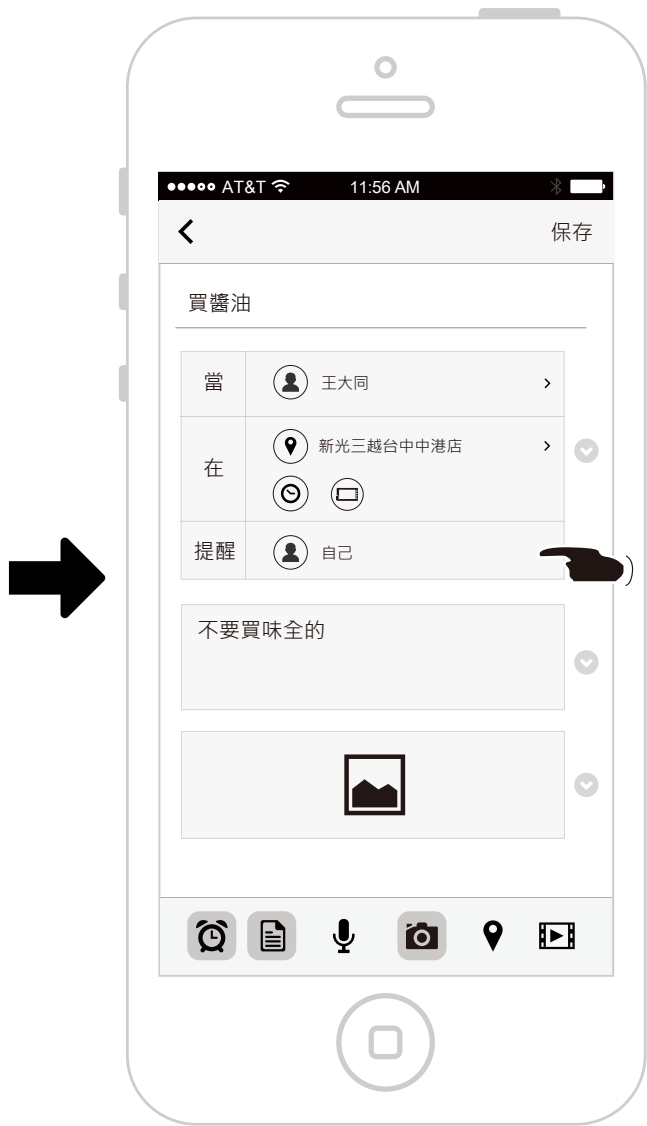 AT&T 11:56 AM
保存
買醬油
當 王大同
在 新光三越台中中港店
提醒 自己
不要買味全的